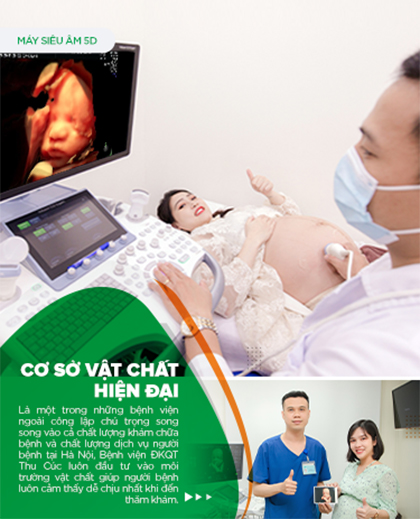 MÁY SIÊU ÂM 5D
CƠ SỞ VẬT CHẤT
HIỆN ĐẠI
Là một trong những bệnh viện
ngoài công lập chú trọng song
song vào cả chất lượng khám chữa
bệnh và chất lượng dịch vụ người
bệnh tại Hà Nội, Bệnh viện ĐKQT
Thu Cúc luôn đầu tư vào môi
trường vật chất giúp người bệnh
luôn cảm thấy dễ chịu nhất khi đến
thăm khám.